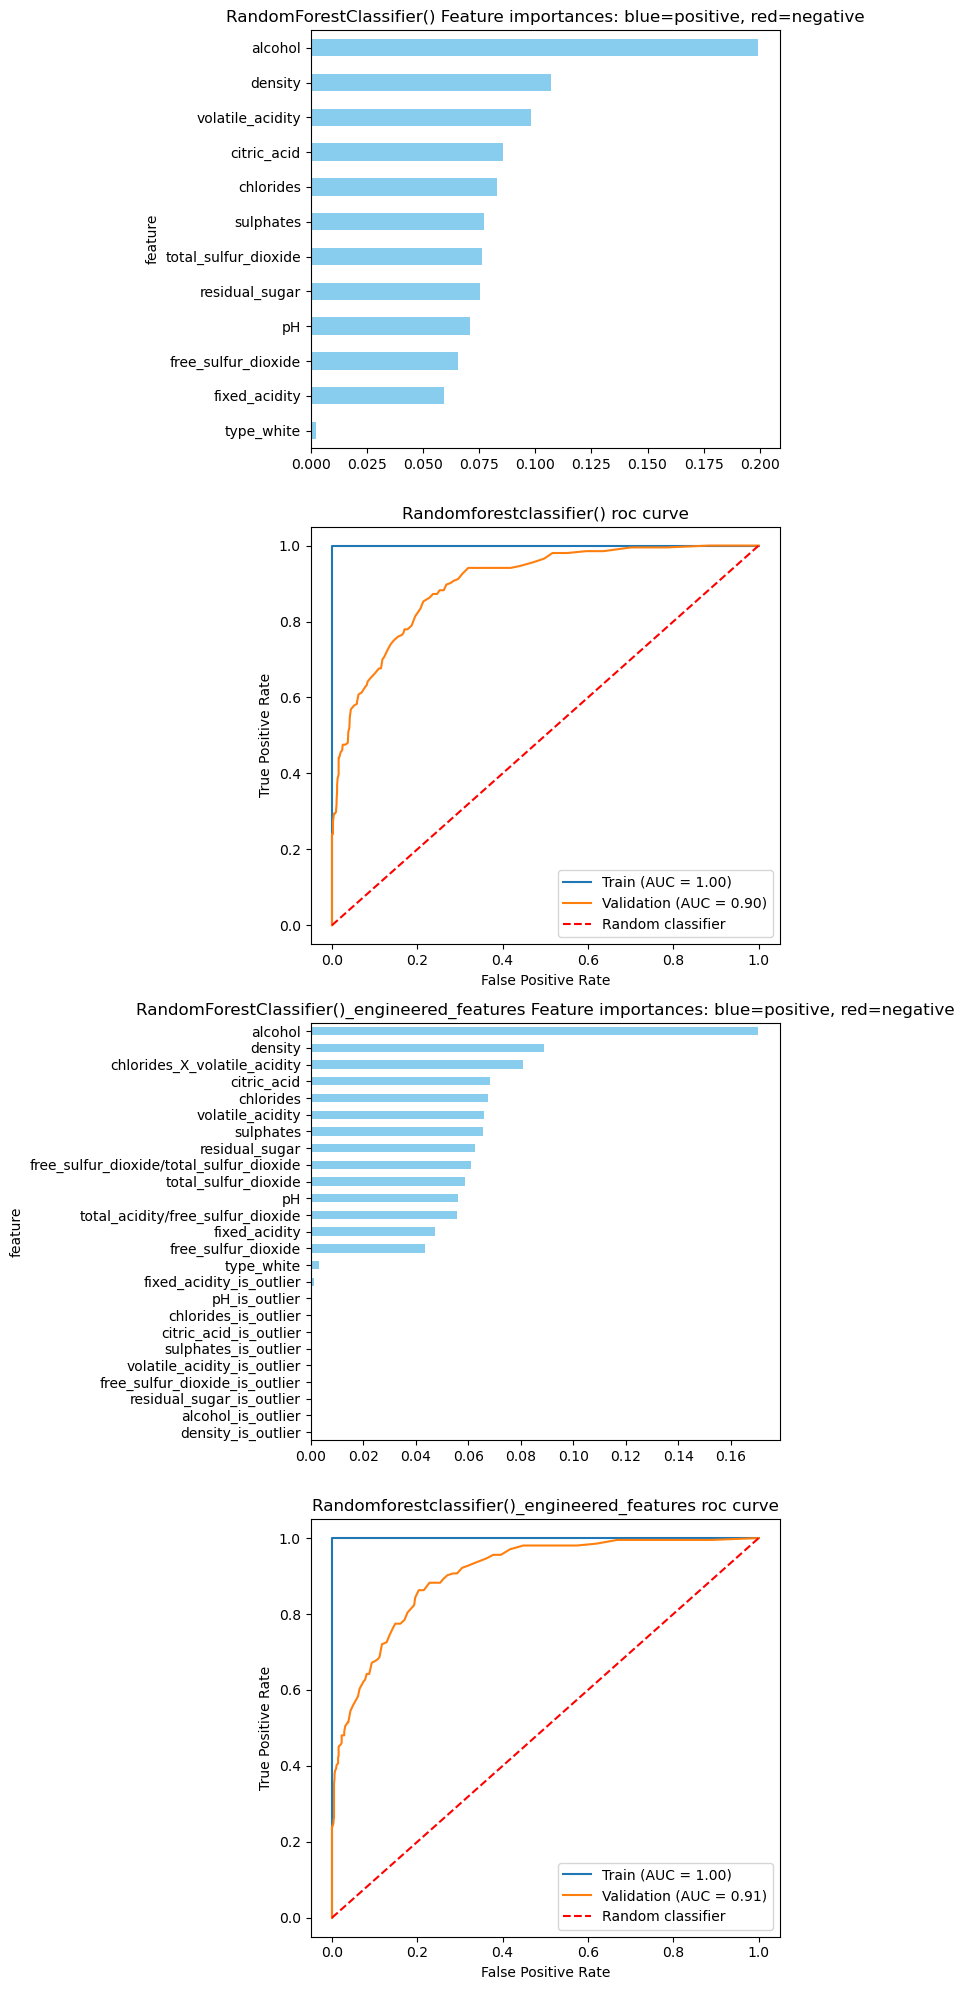 RandomForestClassifier() Feature importances: blue=positive, red=negative
alcohol
density
volatile_acidity
citric_acid
chlorides
sulphates
total_sulfur_dioxide
residual_sugar
pH
free_sulfur_dioxide
fixed_acidity
type_white
feature
0.000 0.025 0.050 0.075 0.100 0.125 0.150 0.175 0.200
Randomforestclassifier() roc curve
1.0
0.8
0.6
0.4
0.2
0.0
True Positive Rate
Train (AUC = 1.00)
Validation (AUC = 0.90)
Random classifier
0.0 0.2 0.4 0.6 0.8 1.0
False Positive Rate
RandomForestClassifier()_engineered_features Feature importances: blue=positive, red=negative
alcohol
density
chlorides_X_volatile_acidity
citric_acid
chlorides
volatile_acidity
sulphates
residual_sugar
free_sulfur_dioxide/total_sulfur_dioxide
total_sulfur_dioxide
pH
total_acidity/free_sulfur_dioxide
fixed_acidity
free_sulfur_dioxide
type_white
fixed_acidity_is_outlier
pH_is_outlier
chlorides_is_outlier
citric_acid_is_outlier
sulphates_is_outlier
volatile_acidity_is_outlier
free_sulfur_dioxide_is_outlier
residual_sugar_is_outlier
alcohol_is_outlier
density_is_outlier
feature
0.00 0.02 0.04 0.06 0.08 0.10 0.12 0.14 0.16
Randomforestclassifier()_engineered_features roc curve
1.0
0.8
0.6
0.4
0.2
0.0
True Positive Rate
Train (AUC = 1.00)
Validation (AUC = 0.91)
Random classifier
0.0 0.2 0.4 0.6 0.8 1.0
False Positive Rate